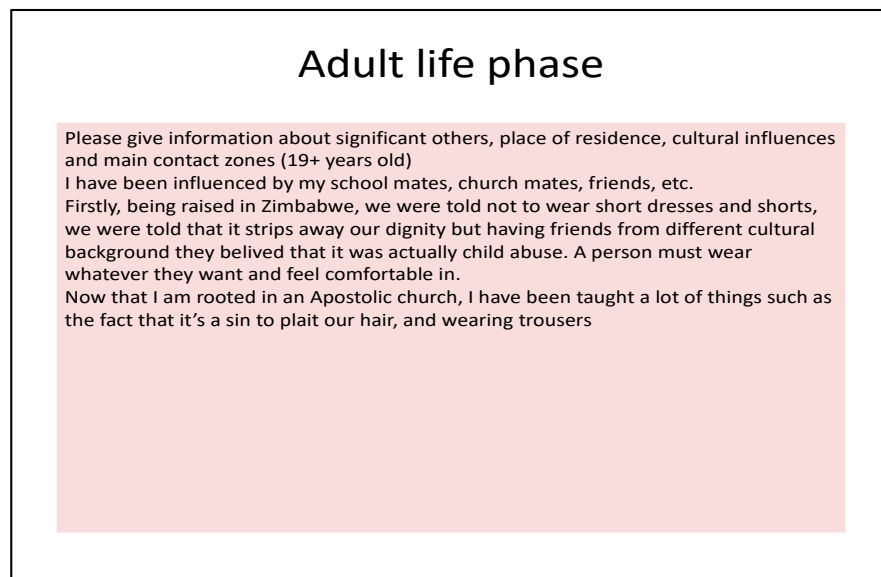 Adult life phase
Please give information about significant others, place of residence, cultural influences
and main contact zones (19+ years old)
I have been influenced by my school mates, church mates, friends, etc.
Firstly, being raised in Zimbabwe, we were told not to wear short dresses and shorts,
we were told that it strips away our dignity but having friends from different cultural
background they belived that it was actually child abuse. A person must wear
whatever they want and feel comfortable in.
Now that I am rooted in an Apostolic church, I have been taught a lot of things such as
the fact that it’s a sin to plait our hair, and wearing trousers